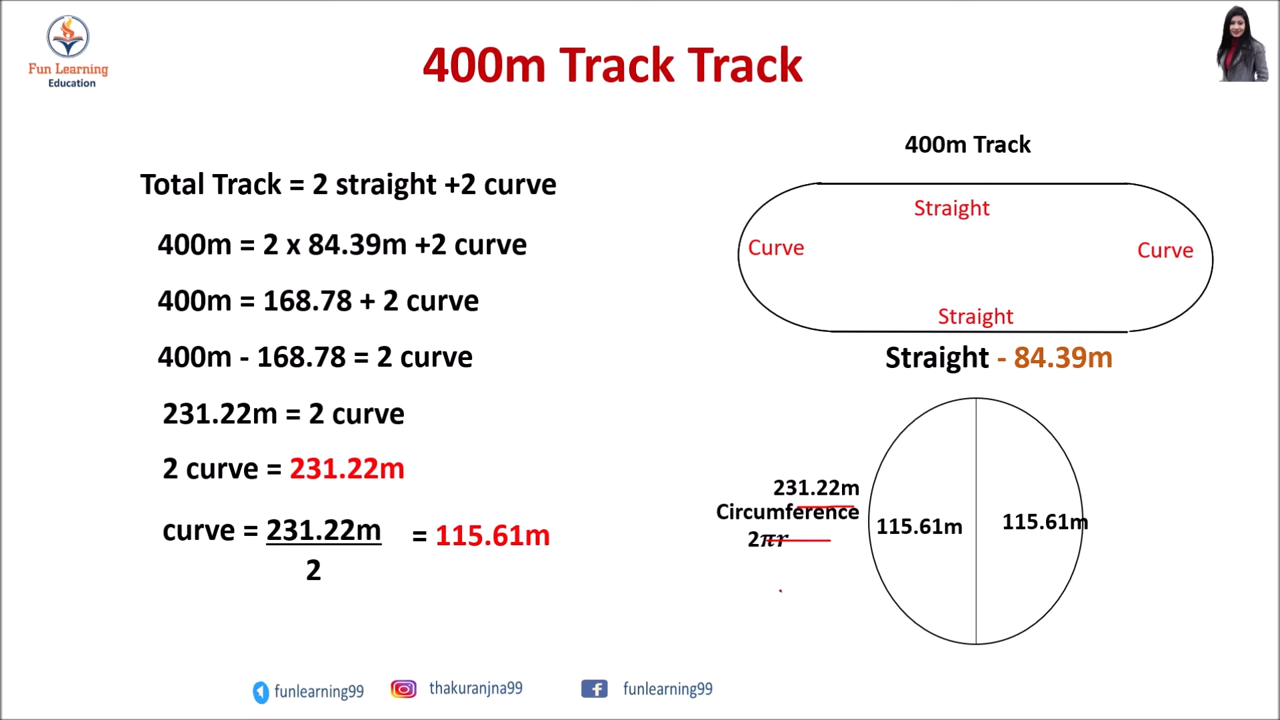 Fun Learning
Education
400m Track Track
Total Track = 2 straight +2 curve
400m = 2 x 84.39m +2 curve
400m = 168.78 + 2 curve
400m - 168.78 = 2 curve
231.22m = 2 curve
2 curve = 231.22m
curve = 231.22m = 115.61m
2
400m Track
Straight
Curve
Curve
Straight
Straight - 84.39m
231.22m
Circumference
2πr
115.61m
115.61m
funlearning99
thakuranjna99
funlearning99